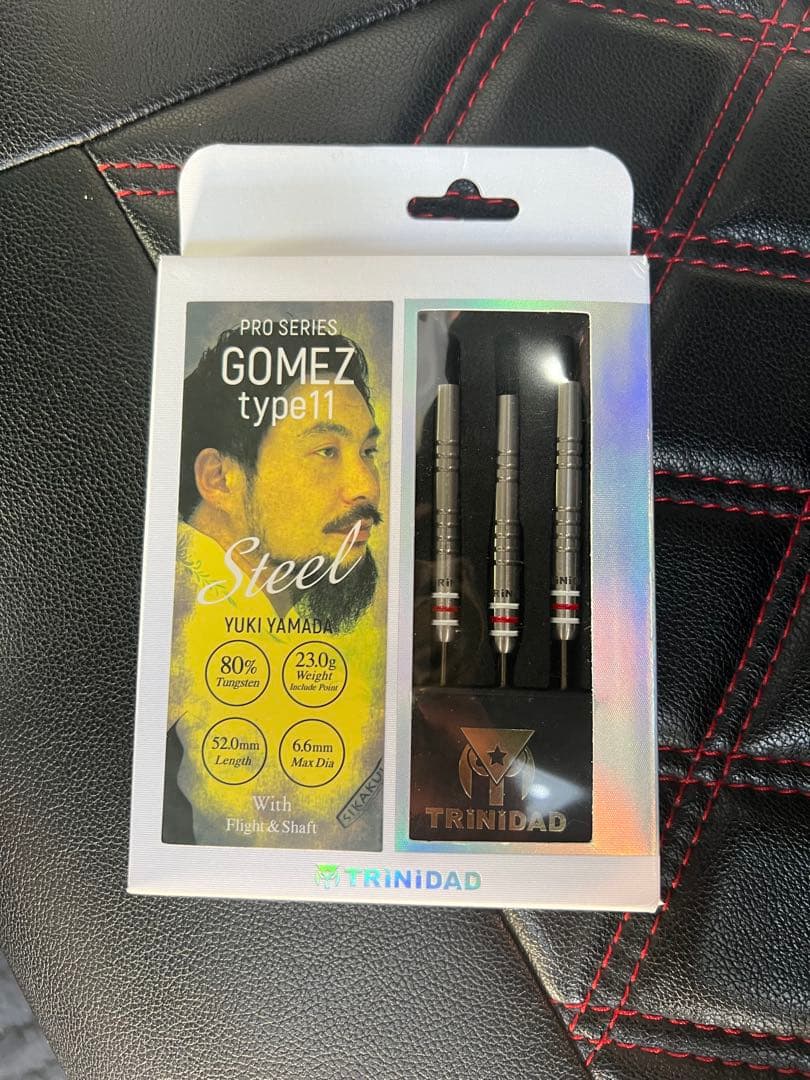 PRO SERIES
GOMEZ
type11
Steel
YUKI YAMADA
80%
Tungsten
23.0g
Weight
Include Point
52.0mm
Length
6.6mm
Max Dia
With
Flight & Shaft
SIKAKU
TRiNiDAD
TRiNiDAD